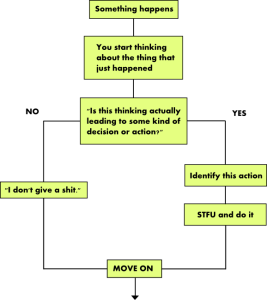 Something happens
You start thinking
about the thing that
just happened
NO
"Is this thinking actually
leading to some kind of
decision or action?"
YES
"I don't give a shit."
Identify this action
STFU and do it
MOVE ON